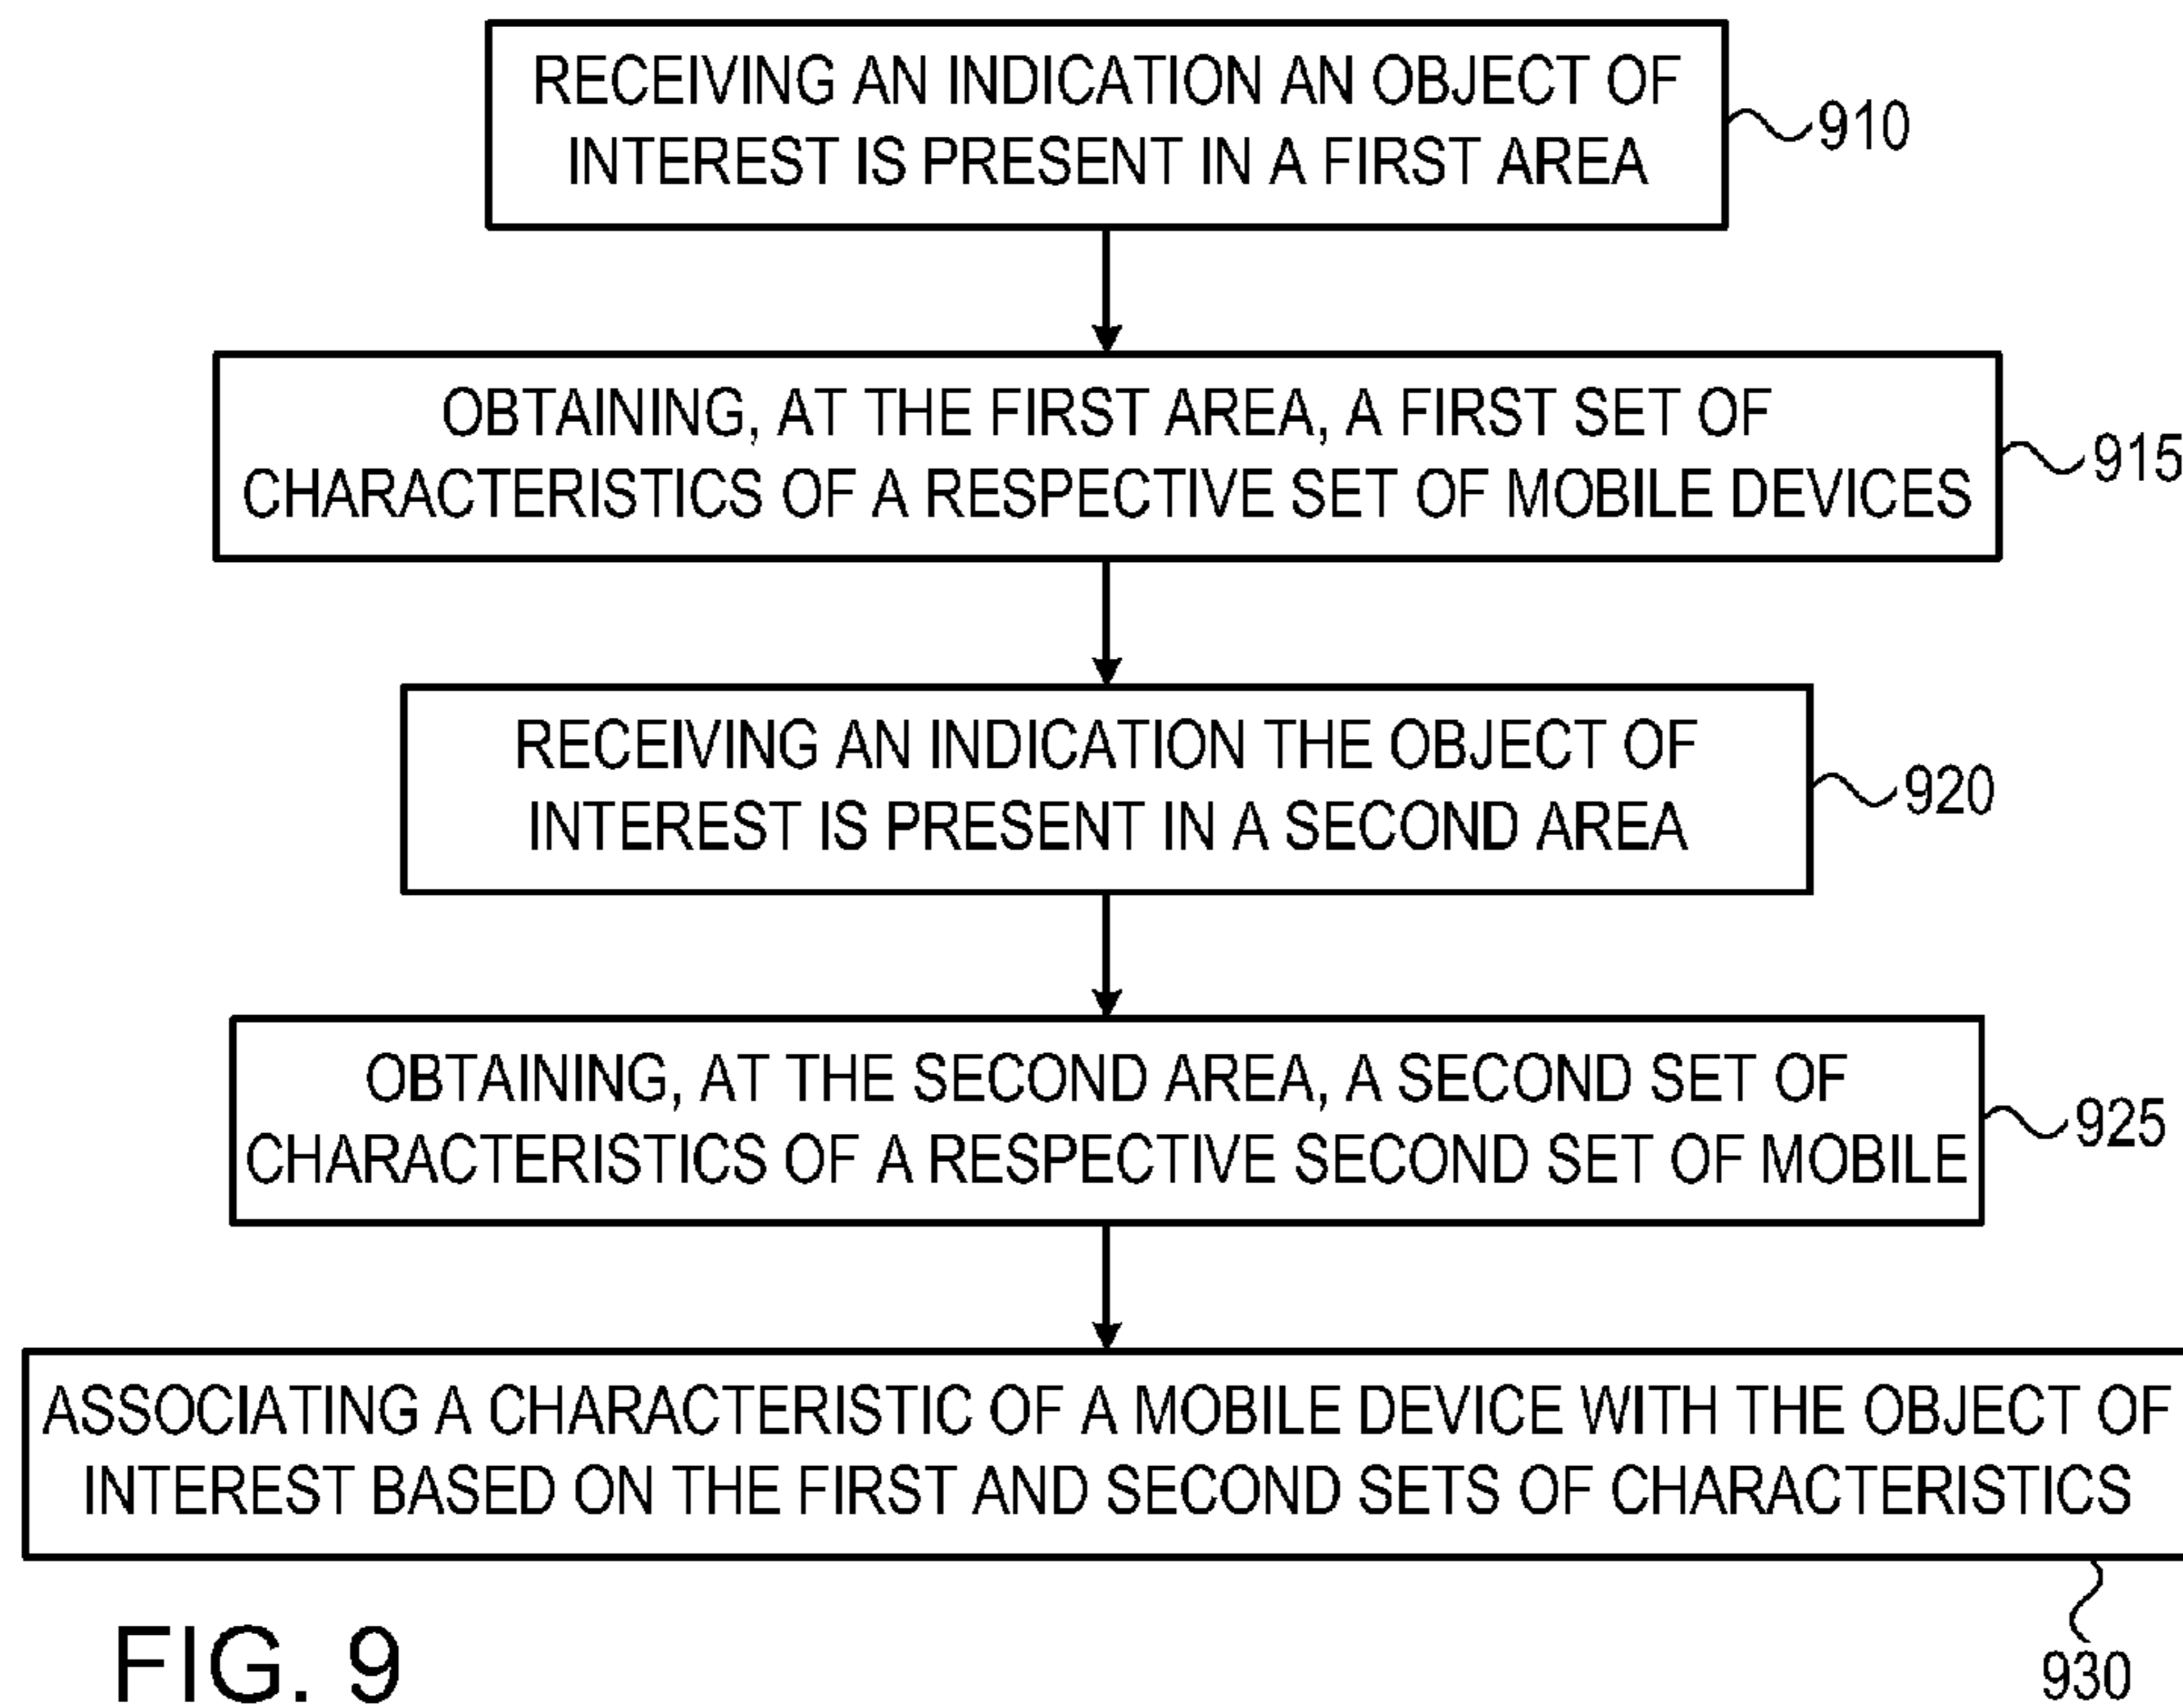 RECEIVING AN INDICATION AN OBJECT OF
INTEREST IS PRESENT IN A FIRST AREA
910
OBTAINING, AT THE FIRST AREA, A FIRST SET OF
CHARACTERISTICS OF A RESPECTIVE SET OF MOBILE DEVICES
915
RECEIVING AN INDICATION THE OBJECT OF
INTEREST IS PRESENT IN A SECOND AREA
920
OBTAINING, AT THE SECOND AREA, A SECOND SET OF
CHARACTERISTICS OF A RESPECTIVE SECOND SET OF MOBILE
925
ASSOCIATING A CHARACTERISTIC OF A MOBILE DEVICE WITH THE OBJECT OF
INTEREST BASED ON THE FIRST AND SECOND SETS OF CHARACTERISTICS
930
FIG. 9